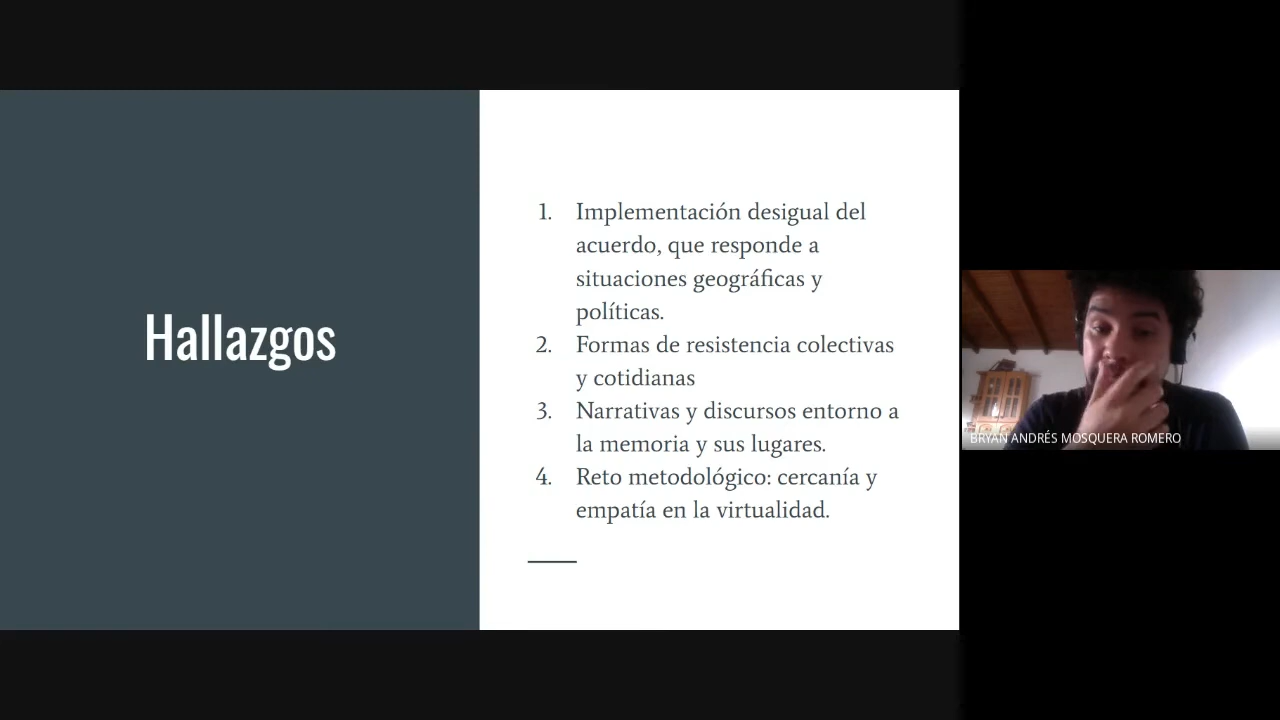 Hallazgos
1. Implementación desigual del
acuerdo, que responde a
situaciones geográficas y
políticas.
2. Formas de resistencia colectivas
y cotidianas
3. Narrativas y discursos entorno a
la memoria y sus lugares.
4. Reto metodológico: cercanía y
empatía en la virtualidad.
BRYAN ANDRÉS MOSQUERA ROMERO